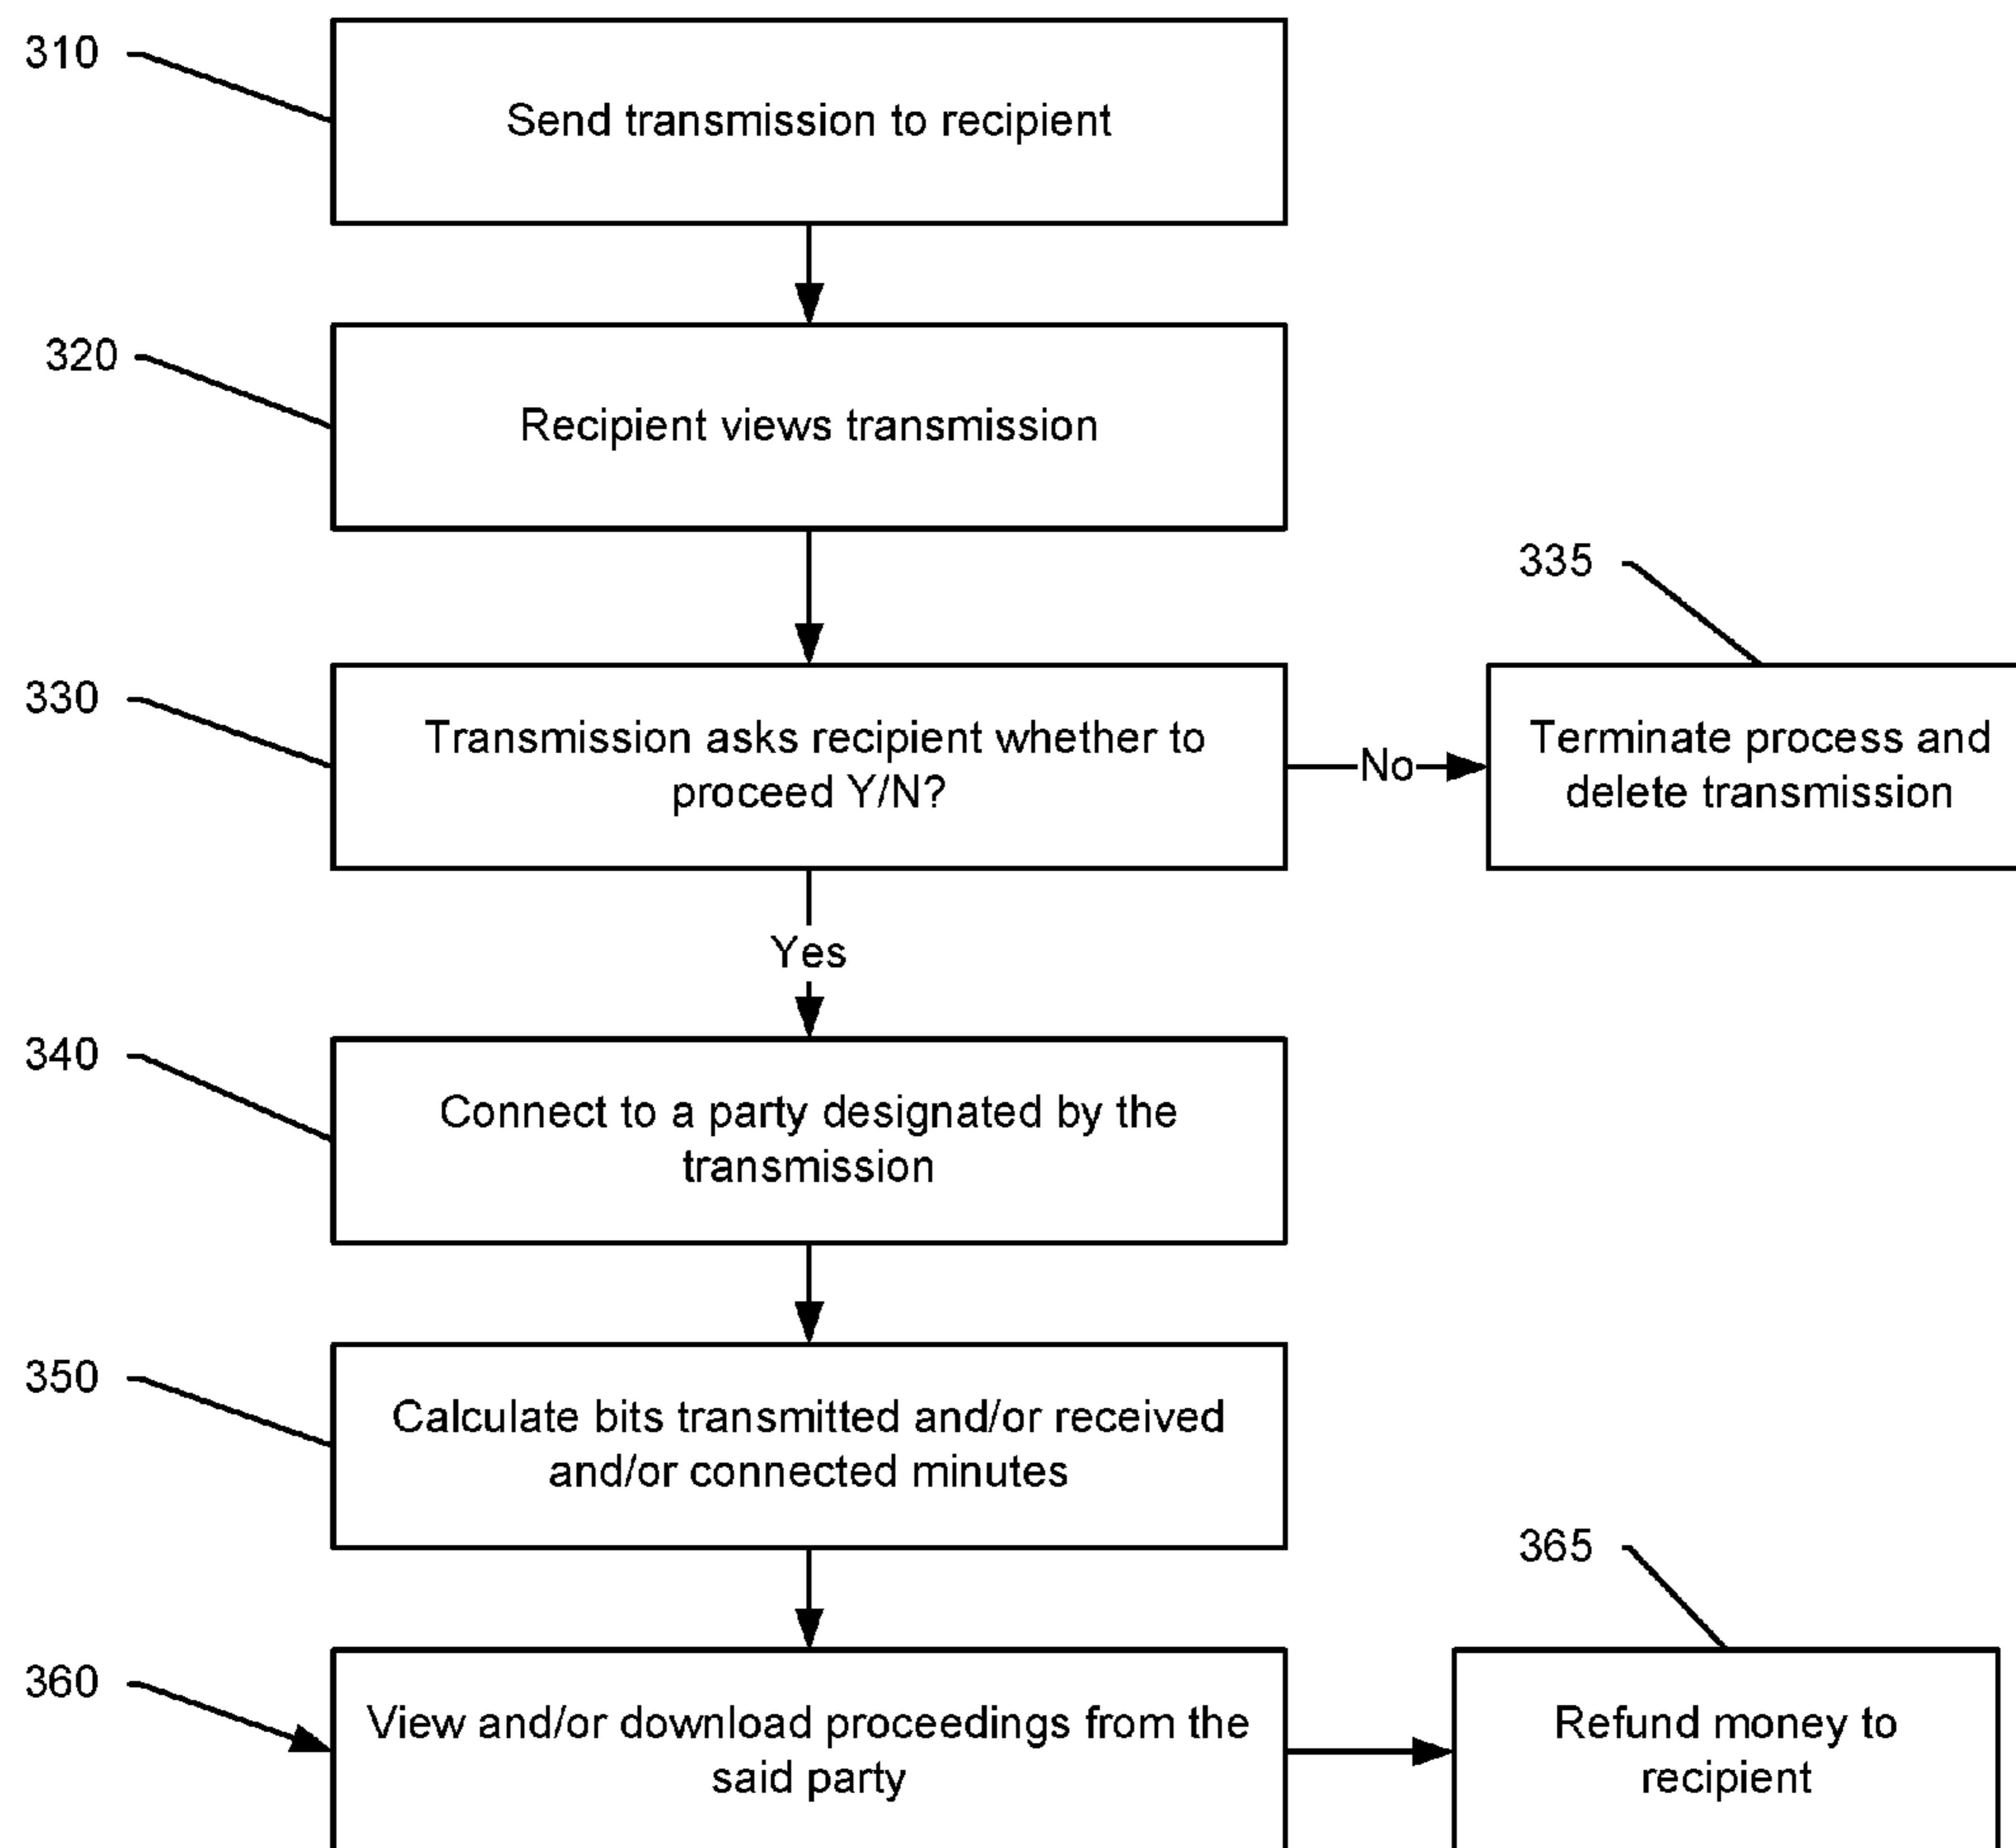 310
Send transmission to recipient
320
Recipient views transmission
335
330
Transmission asks recipient whether to
proceed Y/N?
No
Terminate process and
delete transmission
Yes
340
Connect to a party designated by the
transmission
350
Calculate bits transmitted and/or received
and/or connected minutes
365
360
View and/or download proceedings from the
said party
Refund money to
recipient